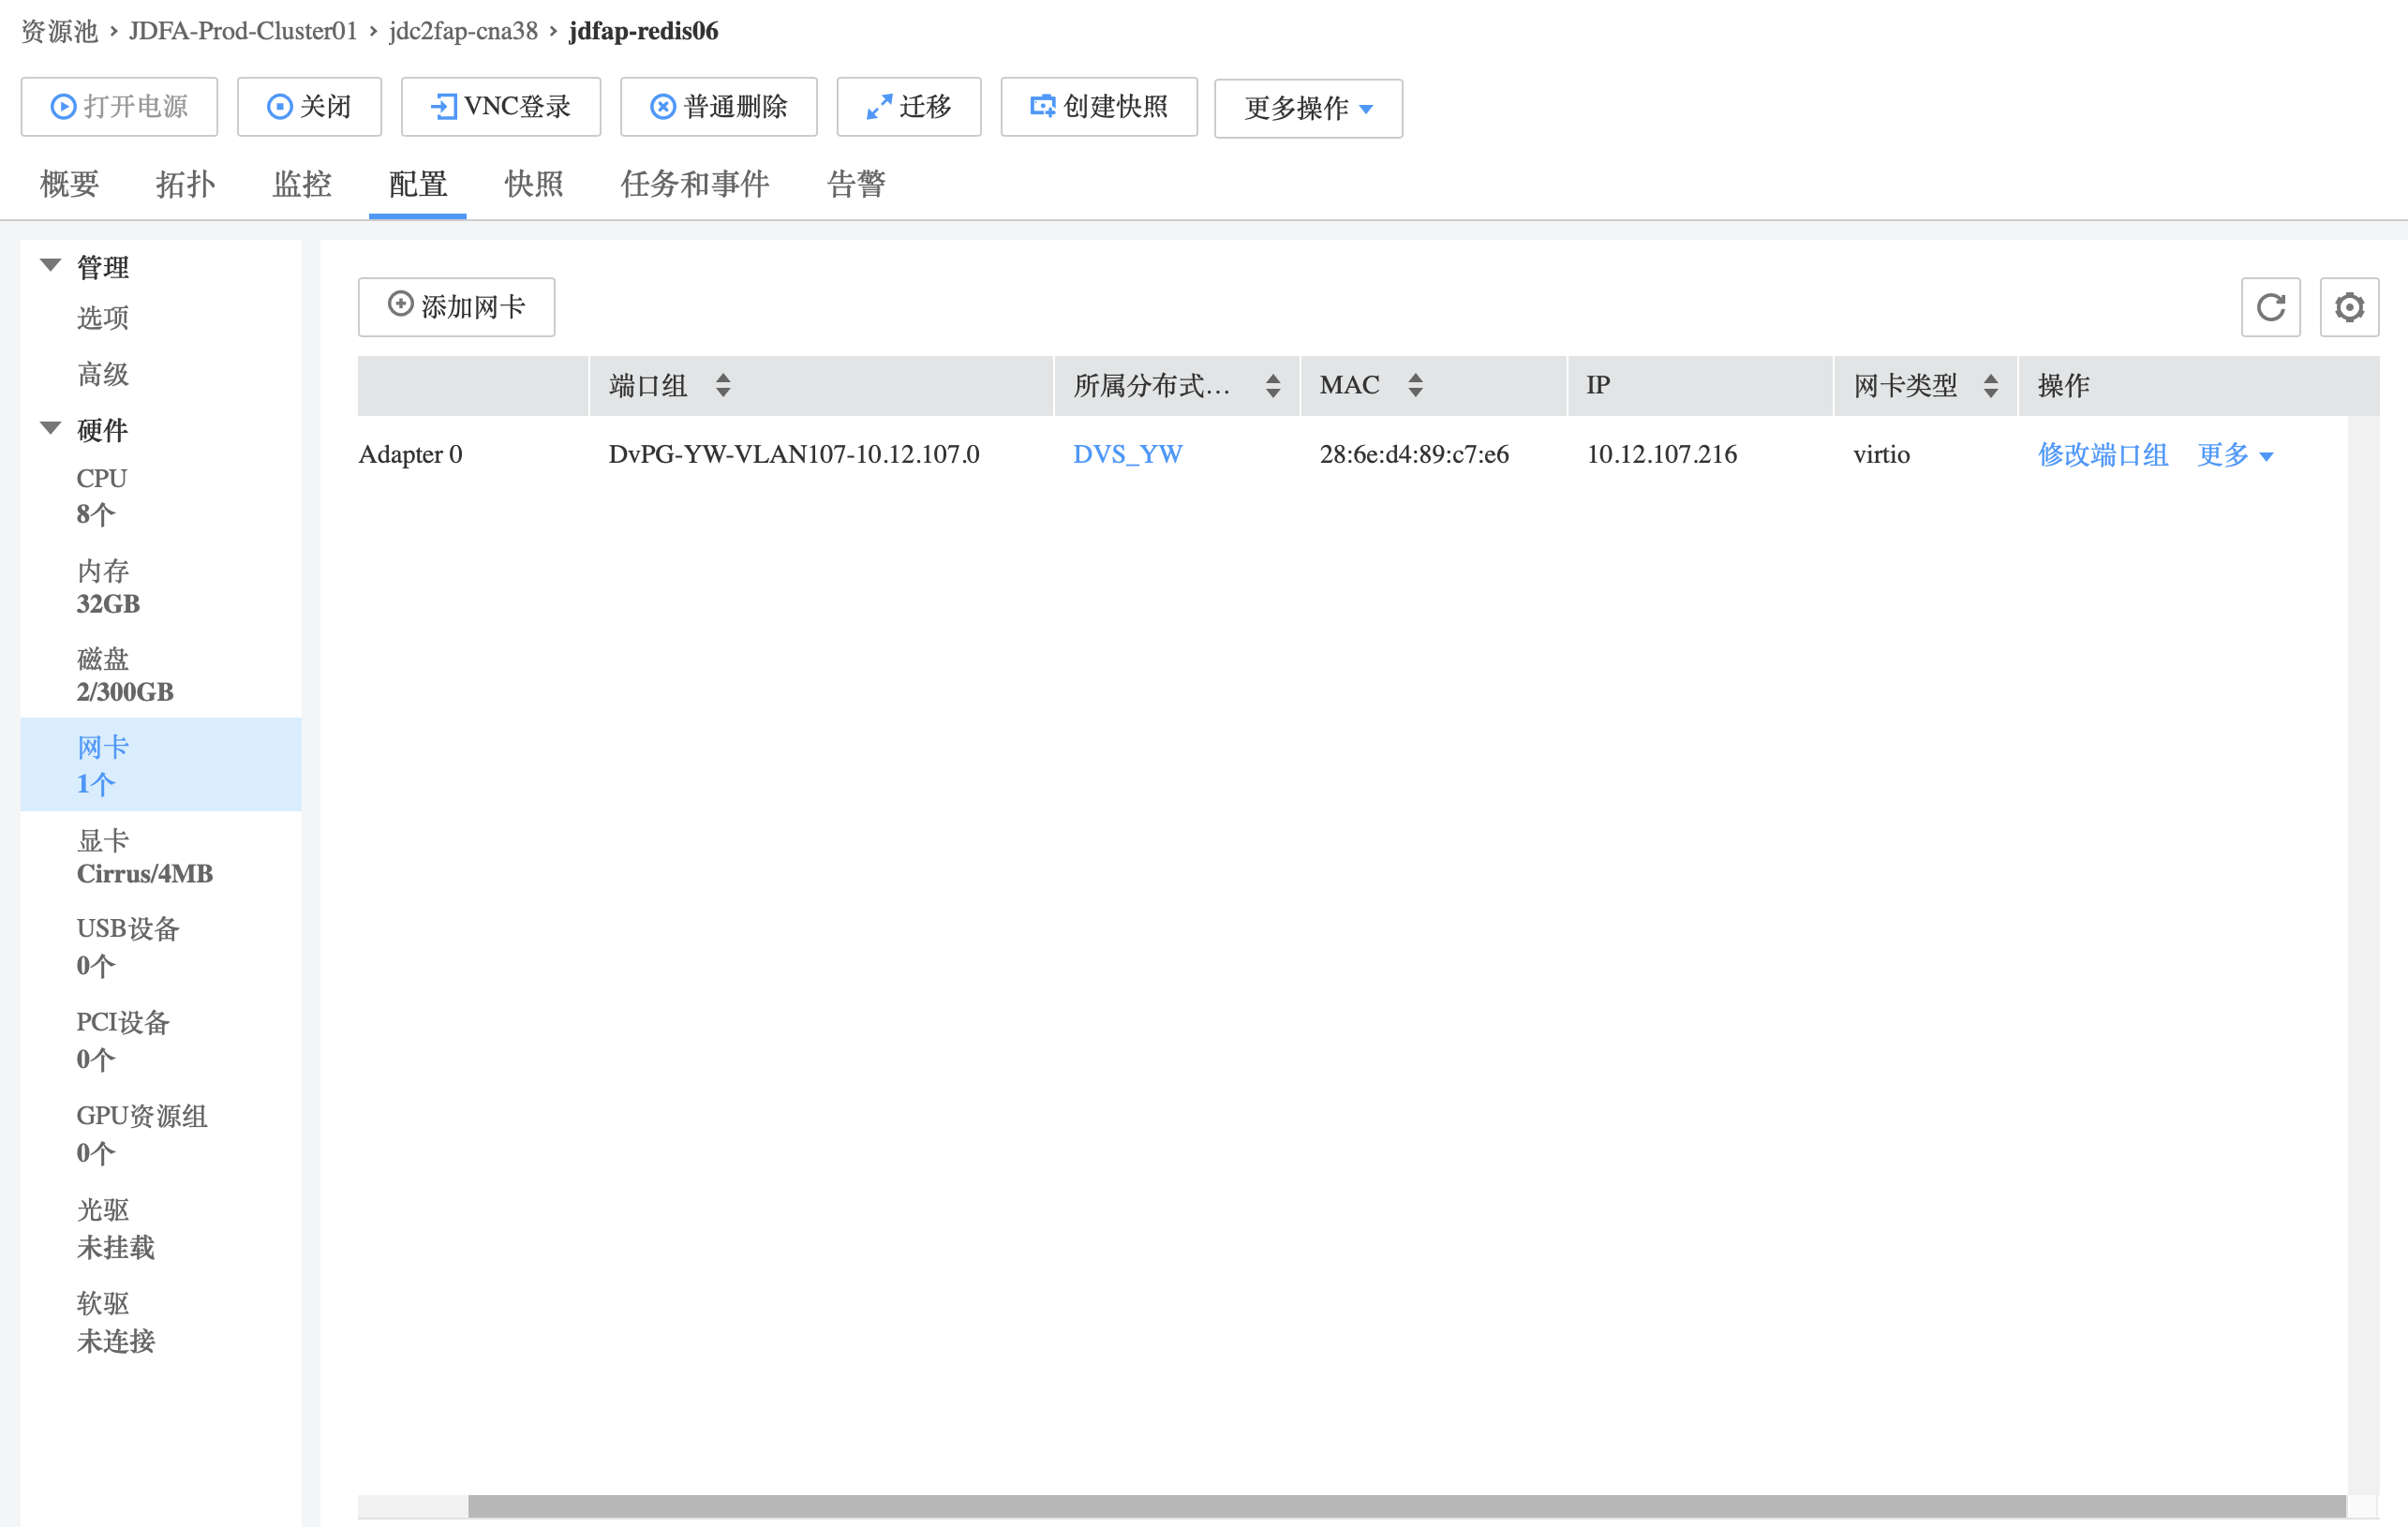 资源池 › JDFA-Prod-Cluster01 › jdc2fap-cna38 › jdfap-redis06
打开电源 关闭 VNC登录 普通删除 迁移 创建快照 更多操作
概要 拓扑 监控 配置 快照 任务和事件 告警
管理
选项
高级
硬件
CPU
8个
内存
32GB
磁盘
2/300GB
网卡
1个
显卡
Cirrus/4MB
USB设备
0个
PCI设备
0个
GPU资源组
0个
光驱
未挂载
软驱
未连接
添加网卡
端口组 所属分布式... MAC IP 网卡类型 操作
Adapter 0 DvPG-YW-VLAN107-10.12.107.0 DVS_YW 28:6e:d4:89:c7:e6 10.12.107.216 virtio 修改端口组 更多